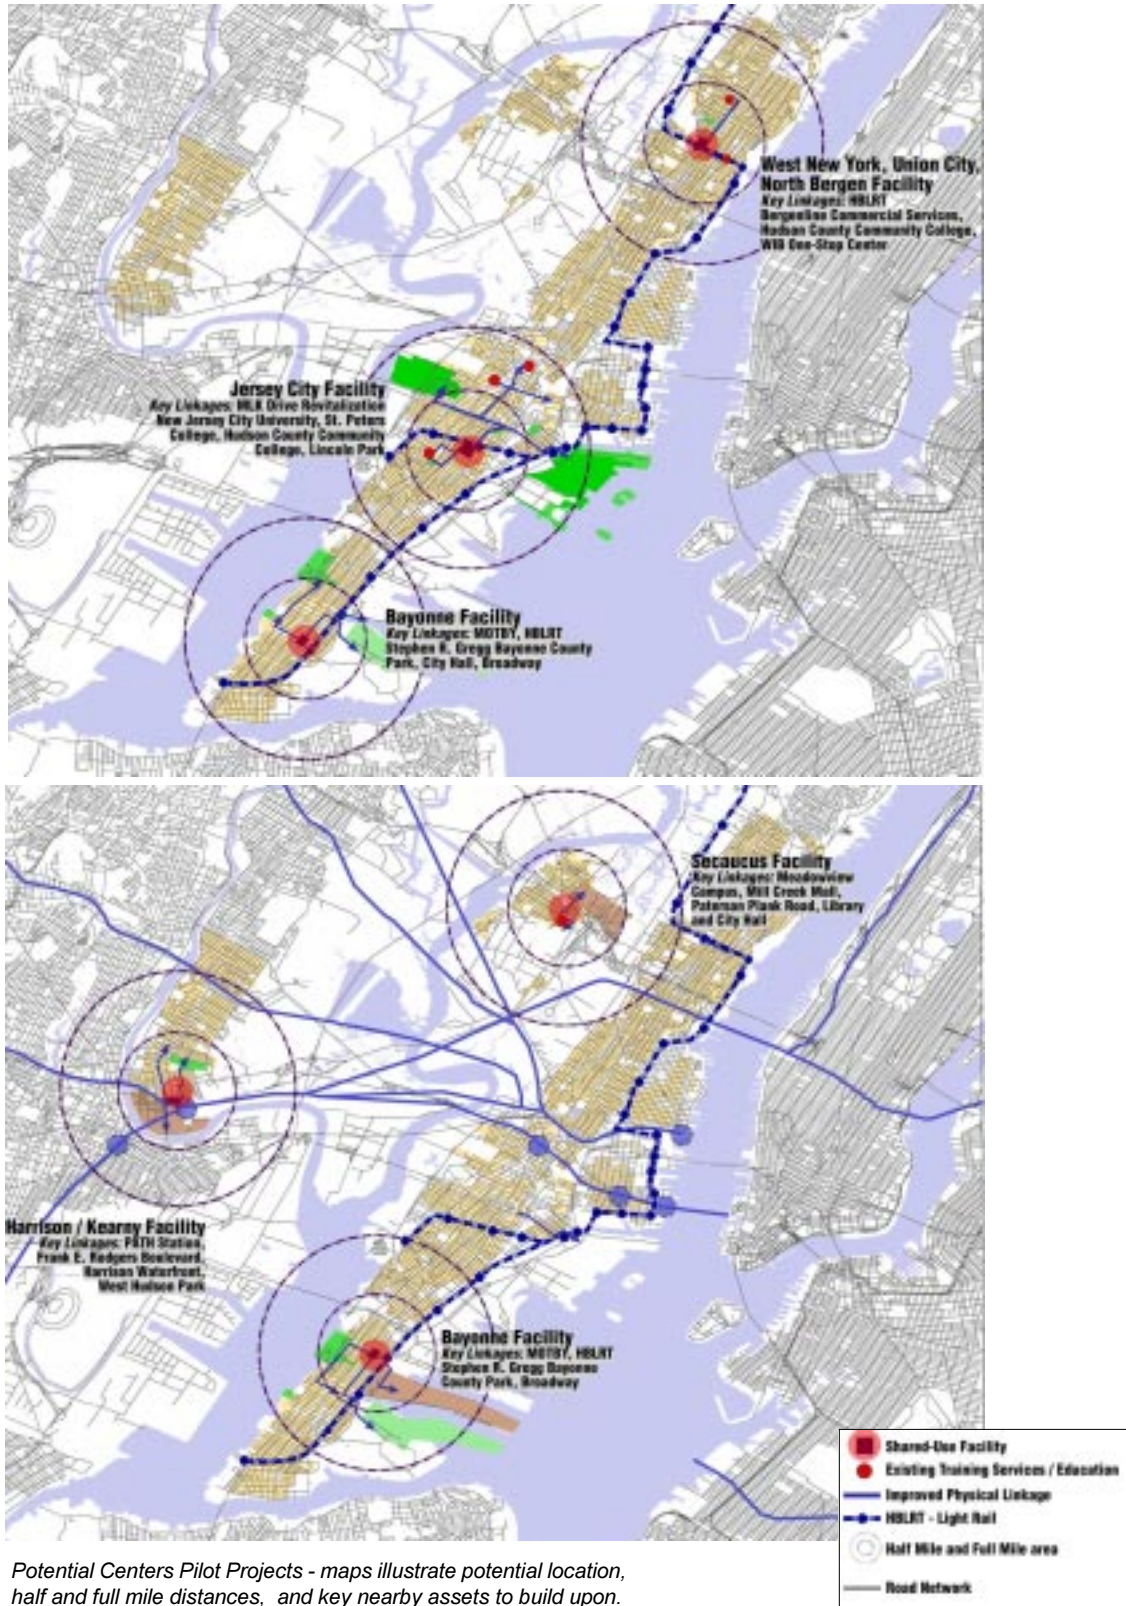 West New York, Union City,
North Bergen Facility
Key Linkages: HBLRT
Bergenline Commercial Services,
Hudson County Community College,
WIB One-Stop Center
Jersey City Facility
Key Linkages: MLK Drive Revitalization
New Jersey City University, St. Peters
College, Hudson County Community
College, Lincoln Park
Bayonne Facility
Key Linkages: MOTBY, HBLRT
Stephen R. Gregg Bayonne County
Park, City Hall, Broadway
Secaucus Facility
Key Linkages: Meadowview
Campus, Mill Creek Mall,
Paterson Plank Road, Library
and City Hall
Harrison / Kearny Facility
Key Linkages: PATH Station,
Frank E. Rodgers Boulevard,
Harrison Waterfront,
West Hudson Park
Bayonne Facility
Key Linkages: MOTBY, HBLRT
Stephen R. Gregg Bayonne
County Park, Broadway
Shared-Use Facility
Existing Training Services / Education
Improved Physical Linkage
HBLRT - Light Rail
Half Mile and Full Mile area
Road Network
Potential Centers Pilot Projects - maps illustrate potential location,
half and full mile distances, and key nearby assets to build upon.